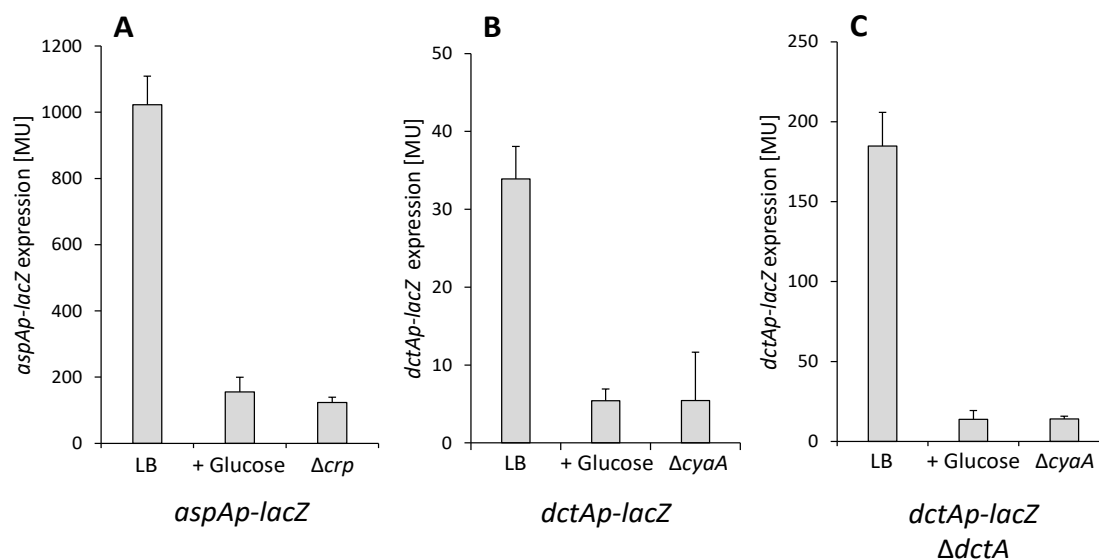 A
aspAp-lacZ expression [MU]
1200
1000
800
600
400
200
0
LB + Glucose Δcrp
aspAp-lacZ
B
dctAp-lacZ expression [MU]
50
40
30
20
10
0
LB + Glucose ΔcyaA
dctAp-lacZ
C
dctAp-lacZ expression [MU]
250
200
150
100
50
0
LB + Glucose ΔcyaA
dctAp-lacZ
ΔdctA